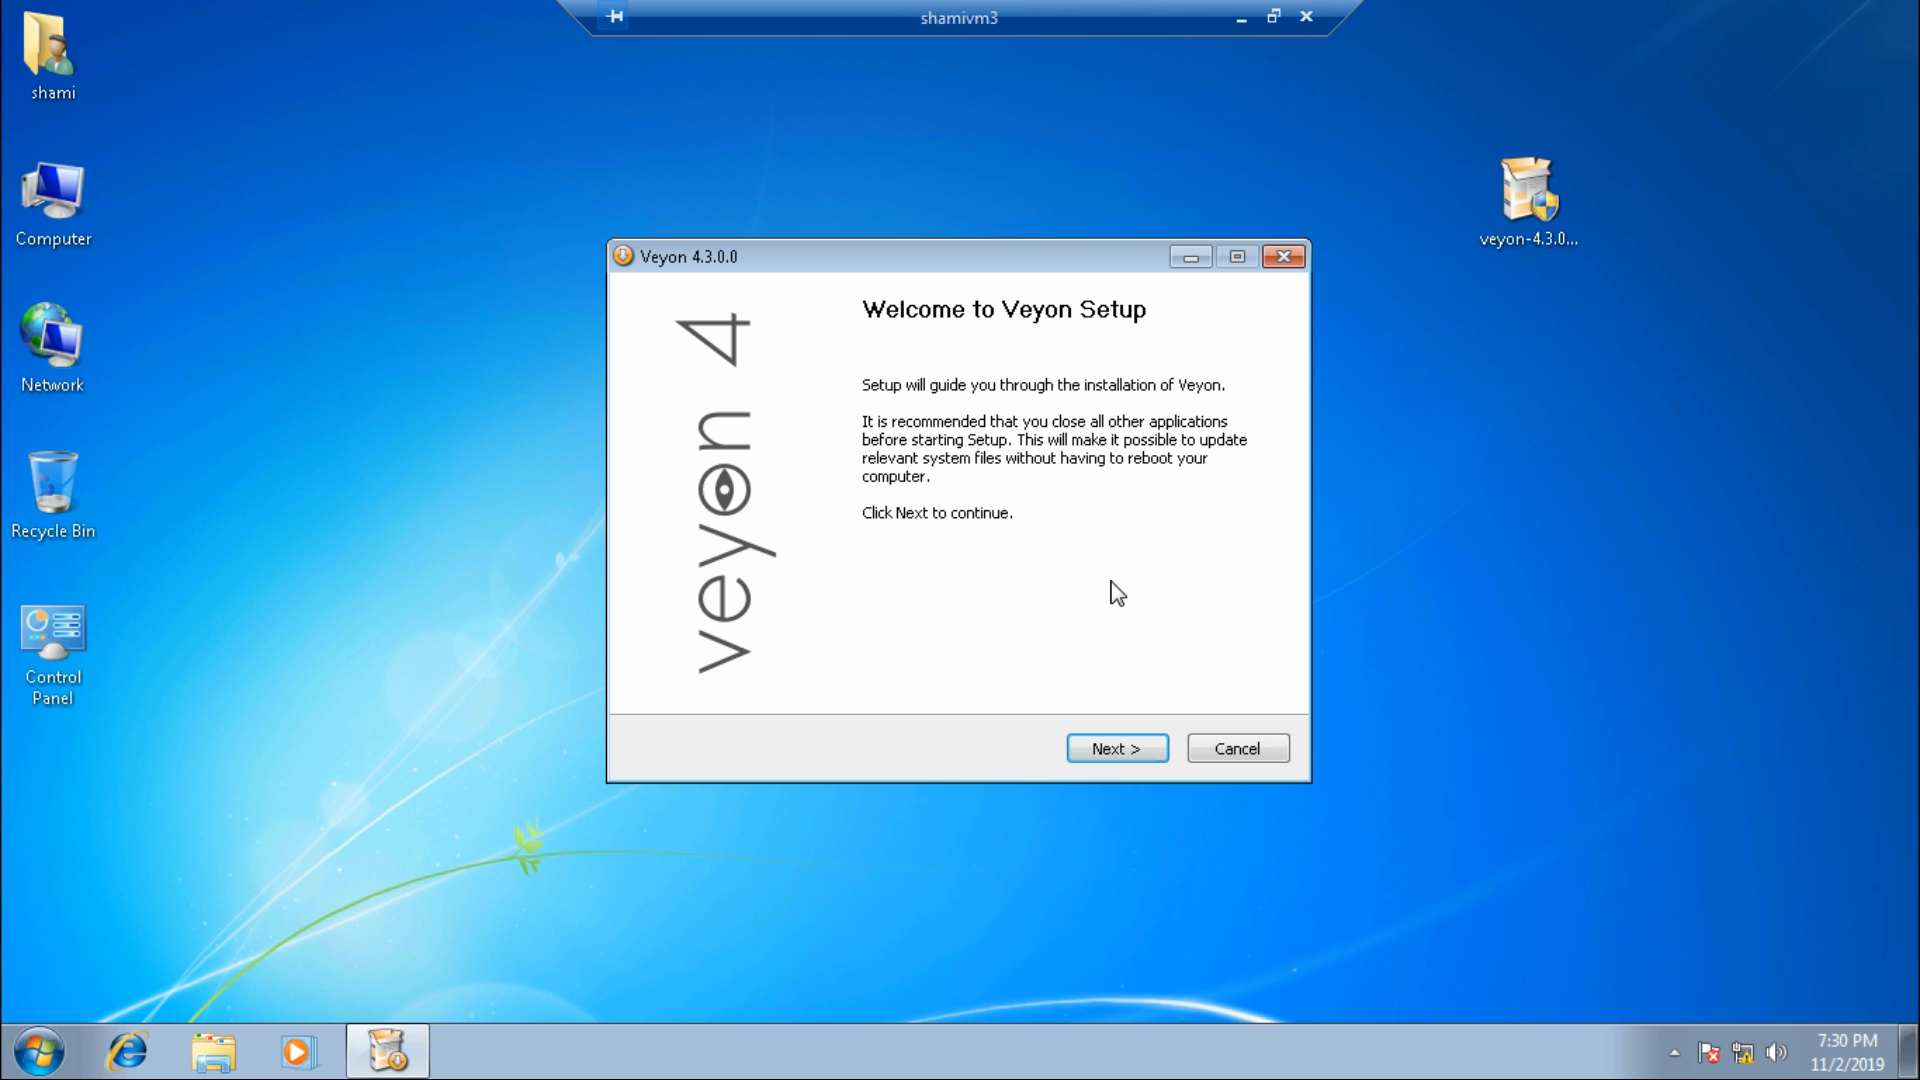 shamivm3
shami
Computer
Network
Recycle Bin
Control
Panel
veyon-4.3.0...
Veyon 4.3.0.0
veyon 4
Welcome to Veyon Setup
Setup will guide you through the installation of Veyon.
It is recommended that you close all other applications
before starting Setup. This will make it possible to update
relevant system files without having to reboot your
computer.
Click Next to continue.
Next >
Cancel
7:30 PM
11/2/2019